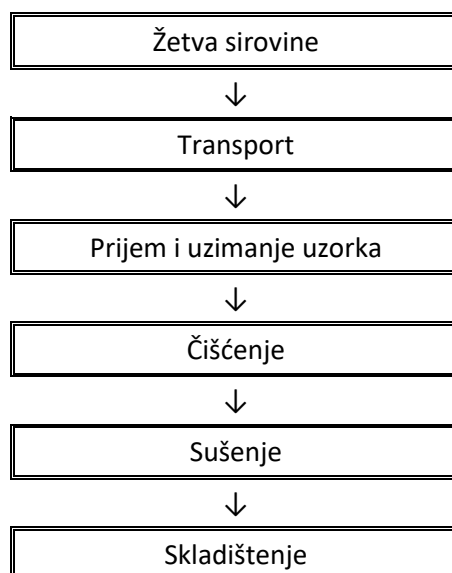 Žetva sirovine
↓
Transport
↓
Prijem i uzimanje uzorka
↓
Čišćenje
↓
Sušenje
↓
Skladištenje